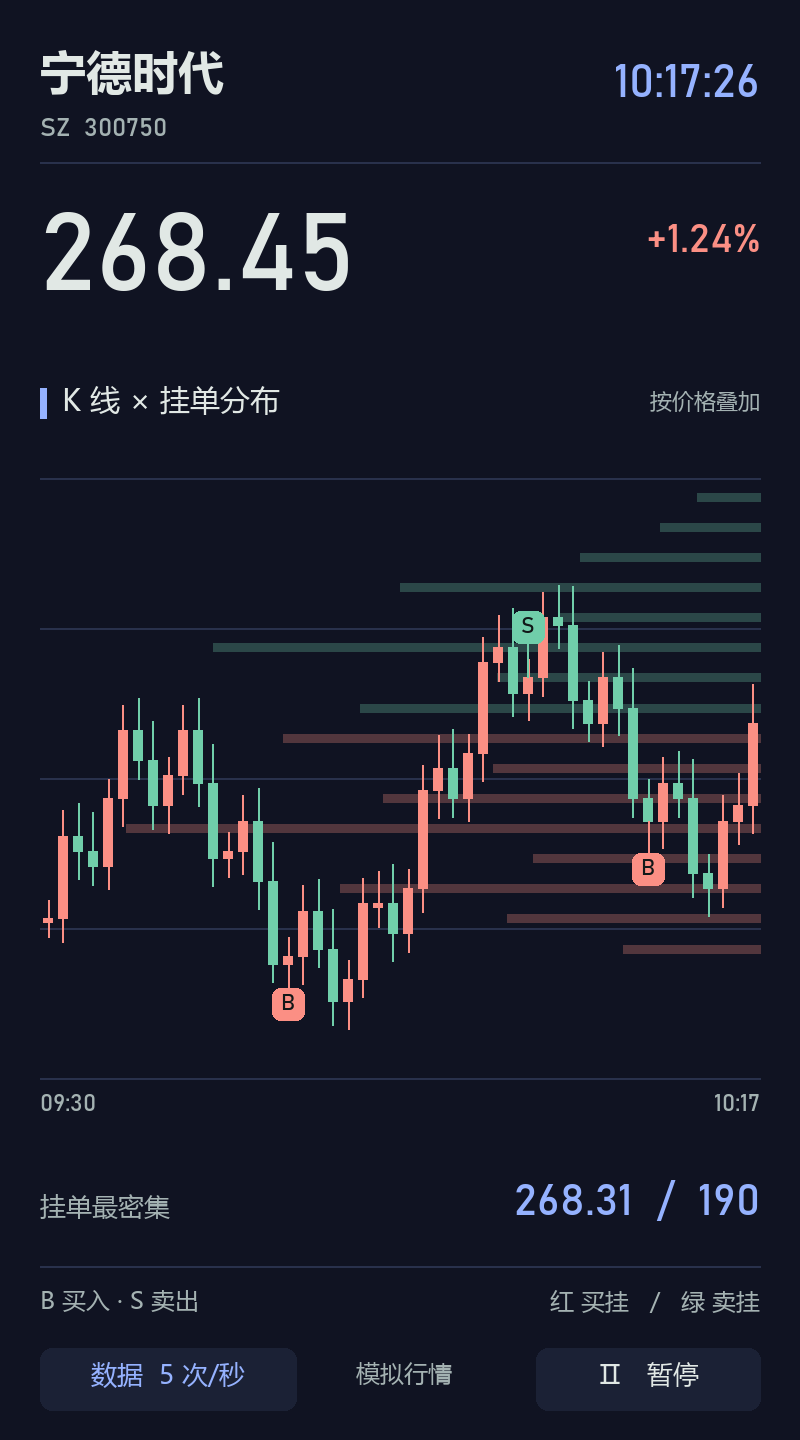 宁德时代
10:17:26
SZ 300750
268.45
+1.24%
K 线 × 挂单分布
按价格叠加
S
B
B
09:30
10:17
挂单最密集
268.31 / 190
B 买入 · S 卖出
红 买挂 / 绿 卖挂
数据 5 次/秒
模拟行情
Ⅱ 暂停